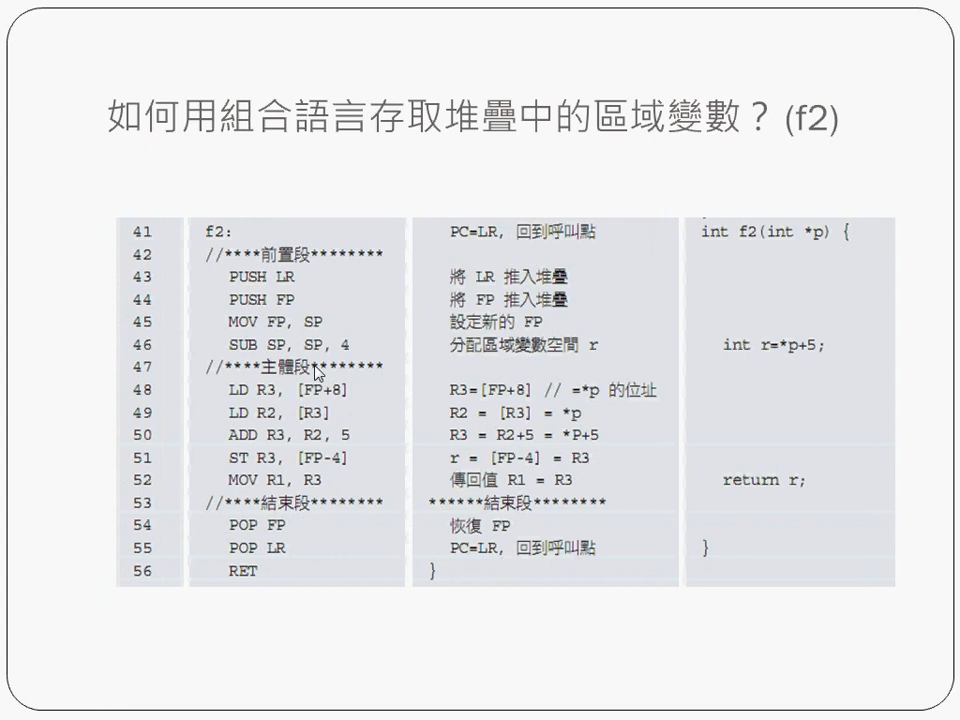 如何用組合語言存取堆疊中的區域變數？(f2)
41 f2: PC=LR, 回到呼叫點 int f2(int *p) {
42 //****前置段********
43 PUSH LR 將 LR 推入堆疊
44 PUSH FP 將 FP 推入堆疊
45 MOV FP, SP 設定新的 FP
46 SUB SP, SP, 4 分配區域變數空間 r int r=*p+5;
47 //****主體段********
48 LD R3, [FP+8] R3=[FP+8] // =*p 的位址
49 LD R2, [R3] R2 = [R3] = *p
50 ADD R3, R2, 5 R3 = R2+5 = *P+5
51 ST R3, [FP-4] r = [FP-4] = R3
52 MOV R1, R3 傳回值 R1 = R3 return r;
53 //****結束段******** ******結束段********
54 POP FP 恢復 FP
55 POP LR PC=LR, 回到呼叫點 }
56 RET }